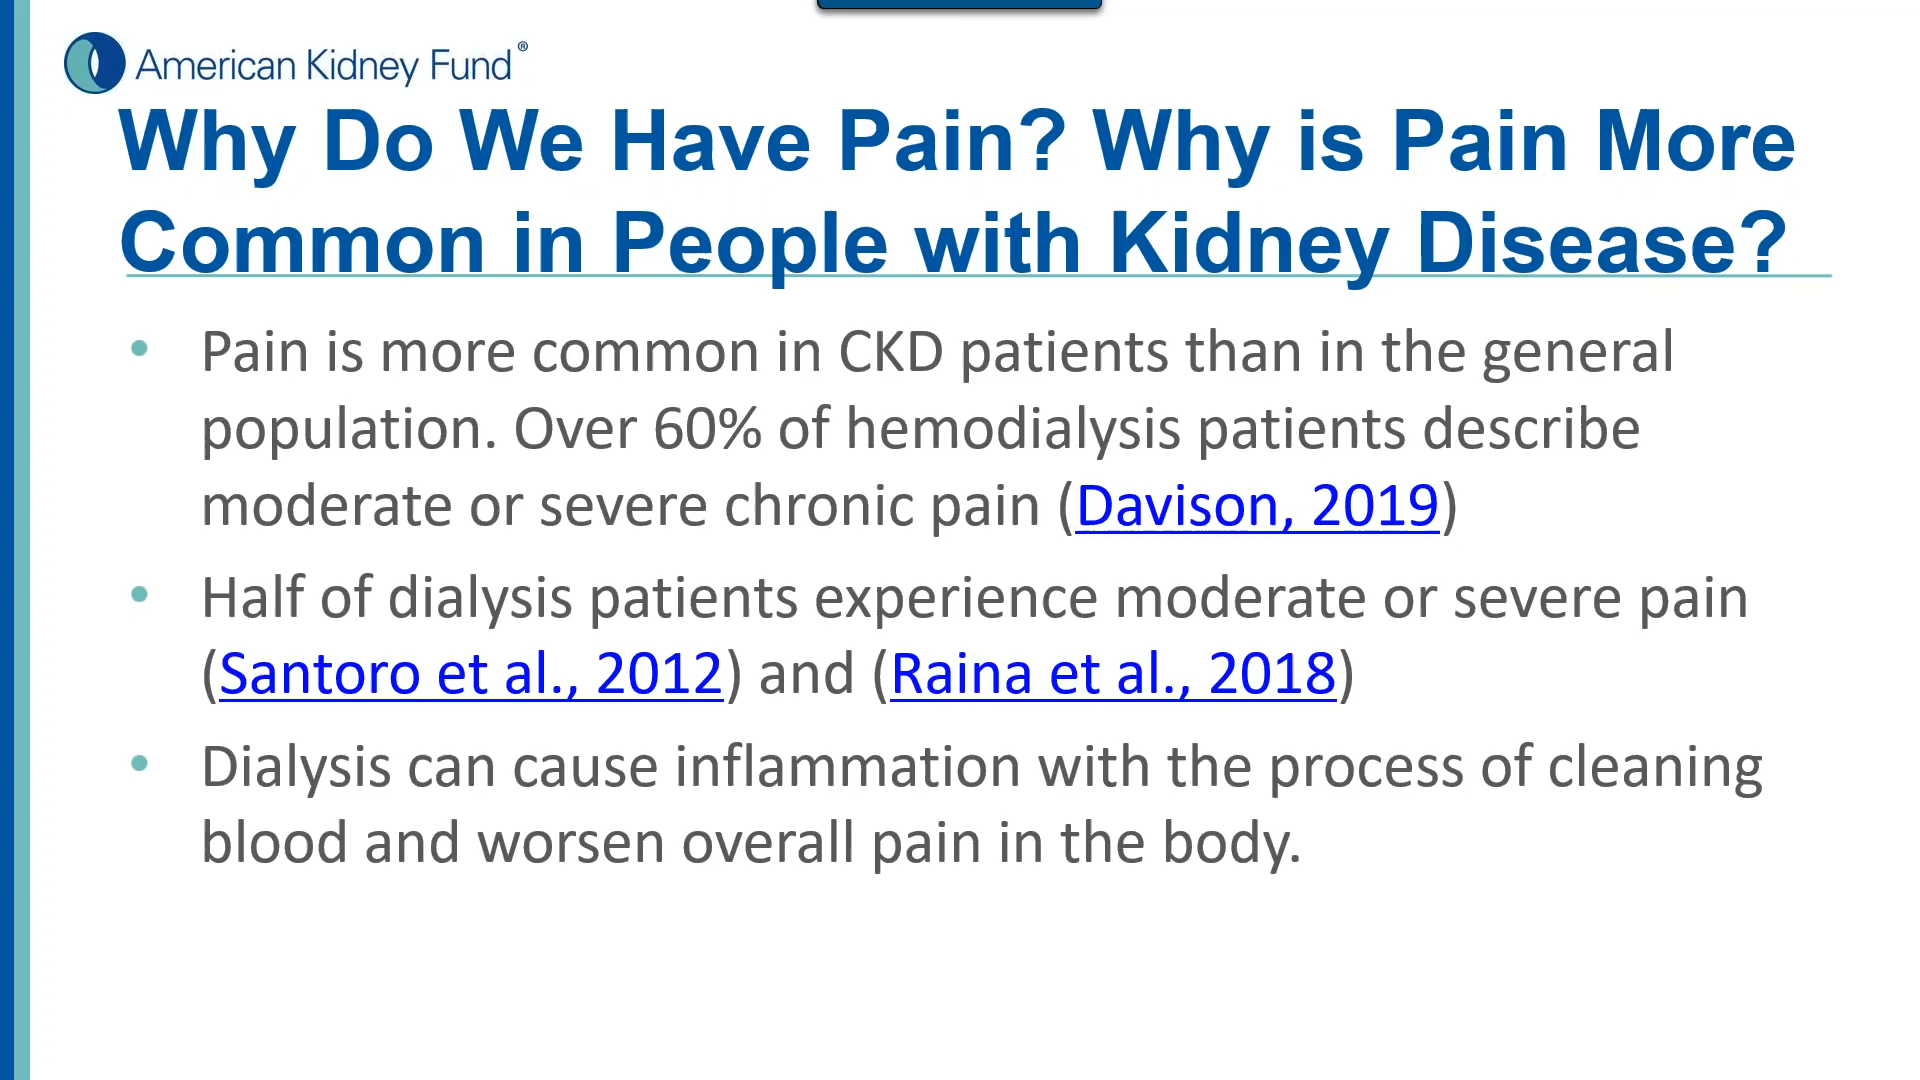 American Kidney Fund®
Why Do We Have Pain? Why is Pain More
Common in People with Kidney Disease?
• Pain is more common in CKD patients than in the general
population. Over 60% of hemodialysis patients describe
moderate or severe chronic pain (Davison, 2019)
• Half of dialysis patients experience moderate or severe pain
(Santoro et al., 2012) and (Raina et al., 2018)
• Dialysis can cause inflammation with the process of cleaning
blood and worsen overall pain in the body.